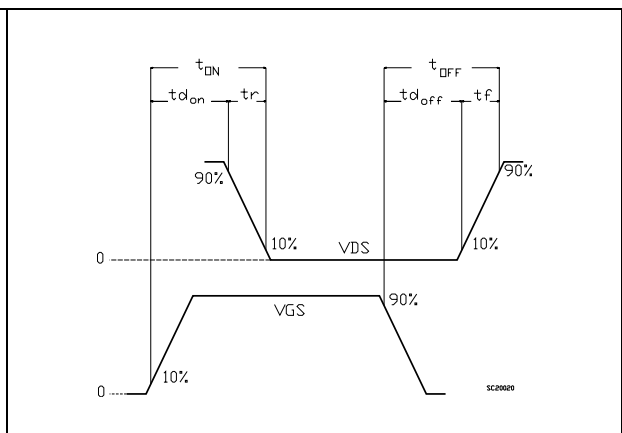 tON tOFF
tdon tr tdoff tf
90% 90%
10% 10%
0 VDS
90%
VGS
10%
0
SC20020